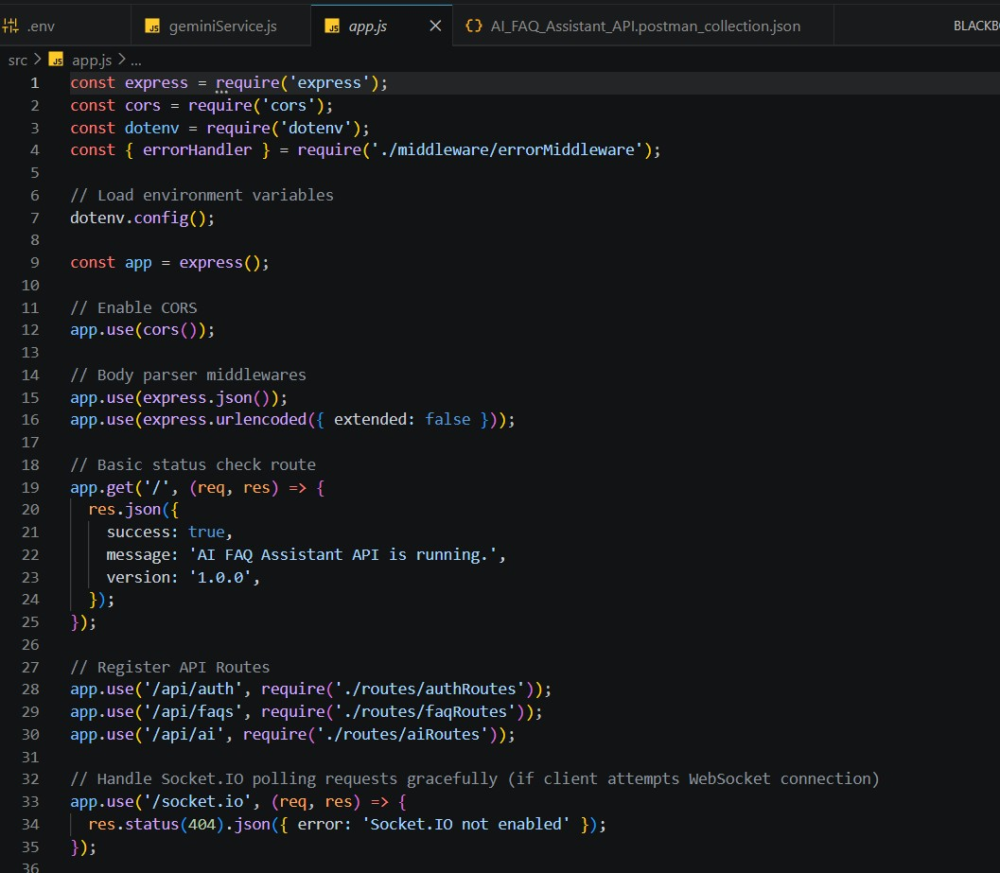 .env
JS geminiService.js
JS app.js
{} AI_FAQ_Assistant_API.postman_collection.json
BLACKB
src > JS app.js > ...
1 const express = require('express');
2 const cors = require('cors');
3 const dotenv = require('dotenv');
4 const { errorHandler } = require('./middleware/errorMiddleware');
5
6 // Load environment variables
7 dotenv.config();
8
9 const app = express();
10
11 // Enable CORS
12 app.use(cors());
13
14 // Body parser middlewares
15 app.use(express.json());
16 app.use(express.urlencoded({ extended: false }));
17
18 // Basic status check route
19 app.get('/', (req, res) => {
20   res.json({
21     success: true,
22     message: 'AI FAQ Assistant API is running.',
23     version: '1.0.0',
24   });
25 });
26
27 // Register API Routes
28 app.use('/api/auth', require('./routes/authRoutes'));
29 app.use('/api/faqs', require('./routes/faqRoutes'));
30 app.use('/api/ai', require('./routes/aiRoutes'));
31
32 // Handle Socket.IO polling requests gracefully (if client attempts WebSocket connection)
33 app.use('/socket.io', (req, res) => {
34   res.status(404).json({ error: 'Socket.IO not enabled' });
35 });
36